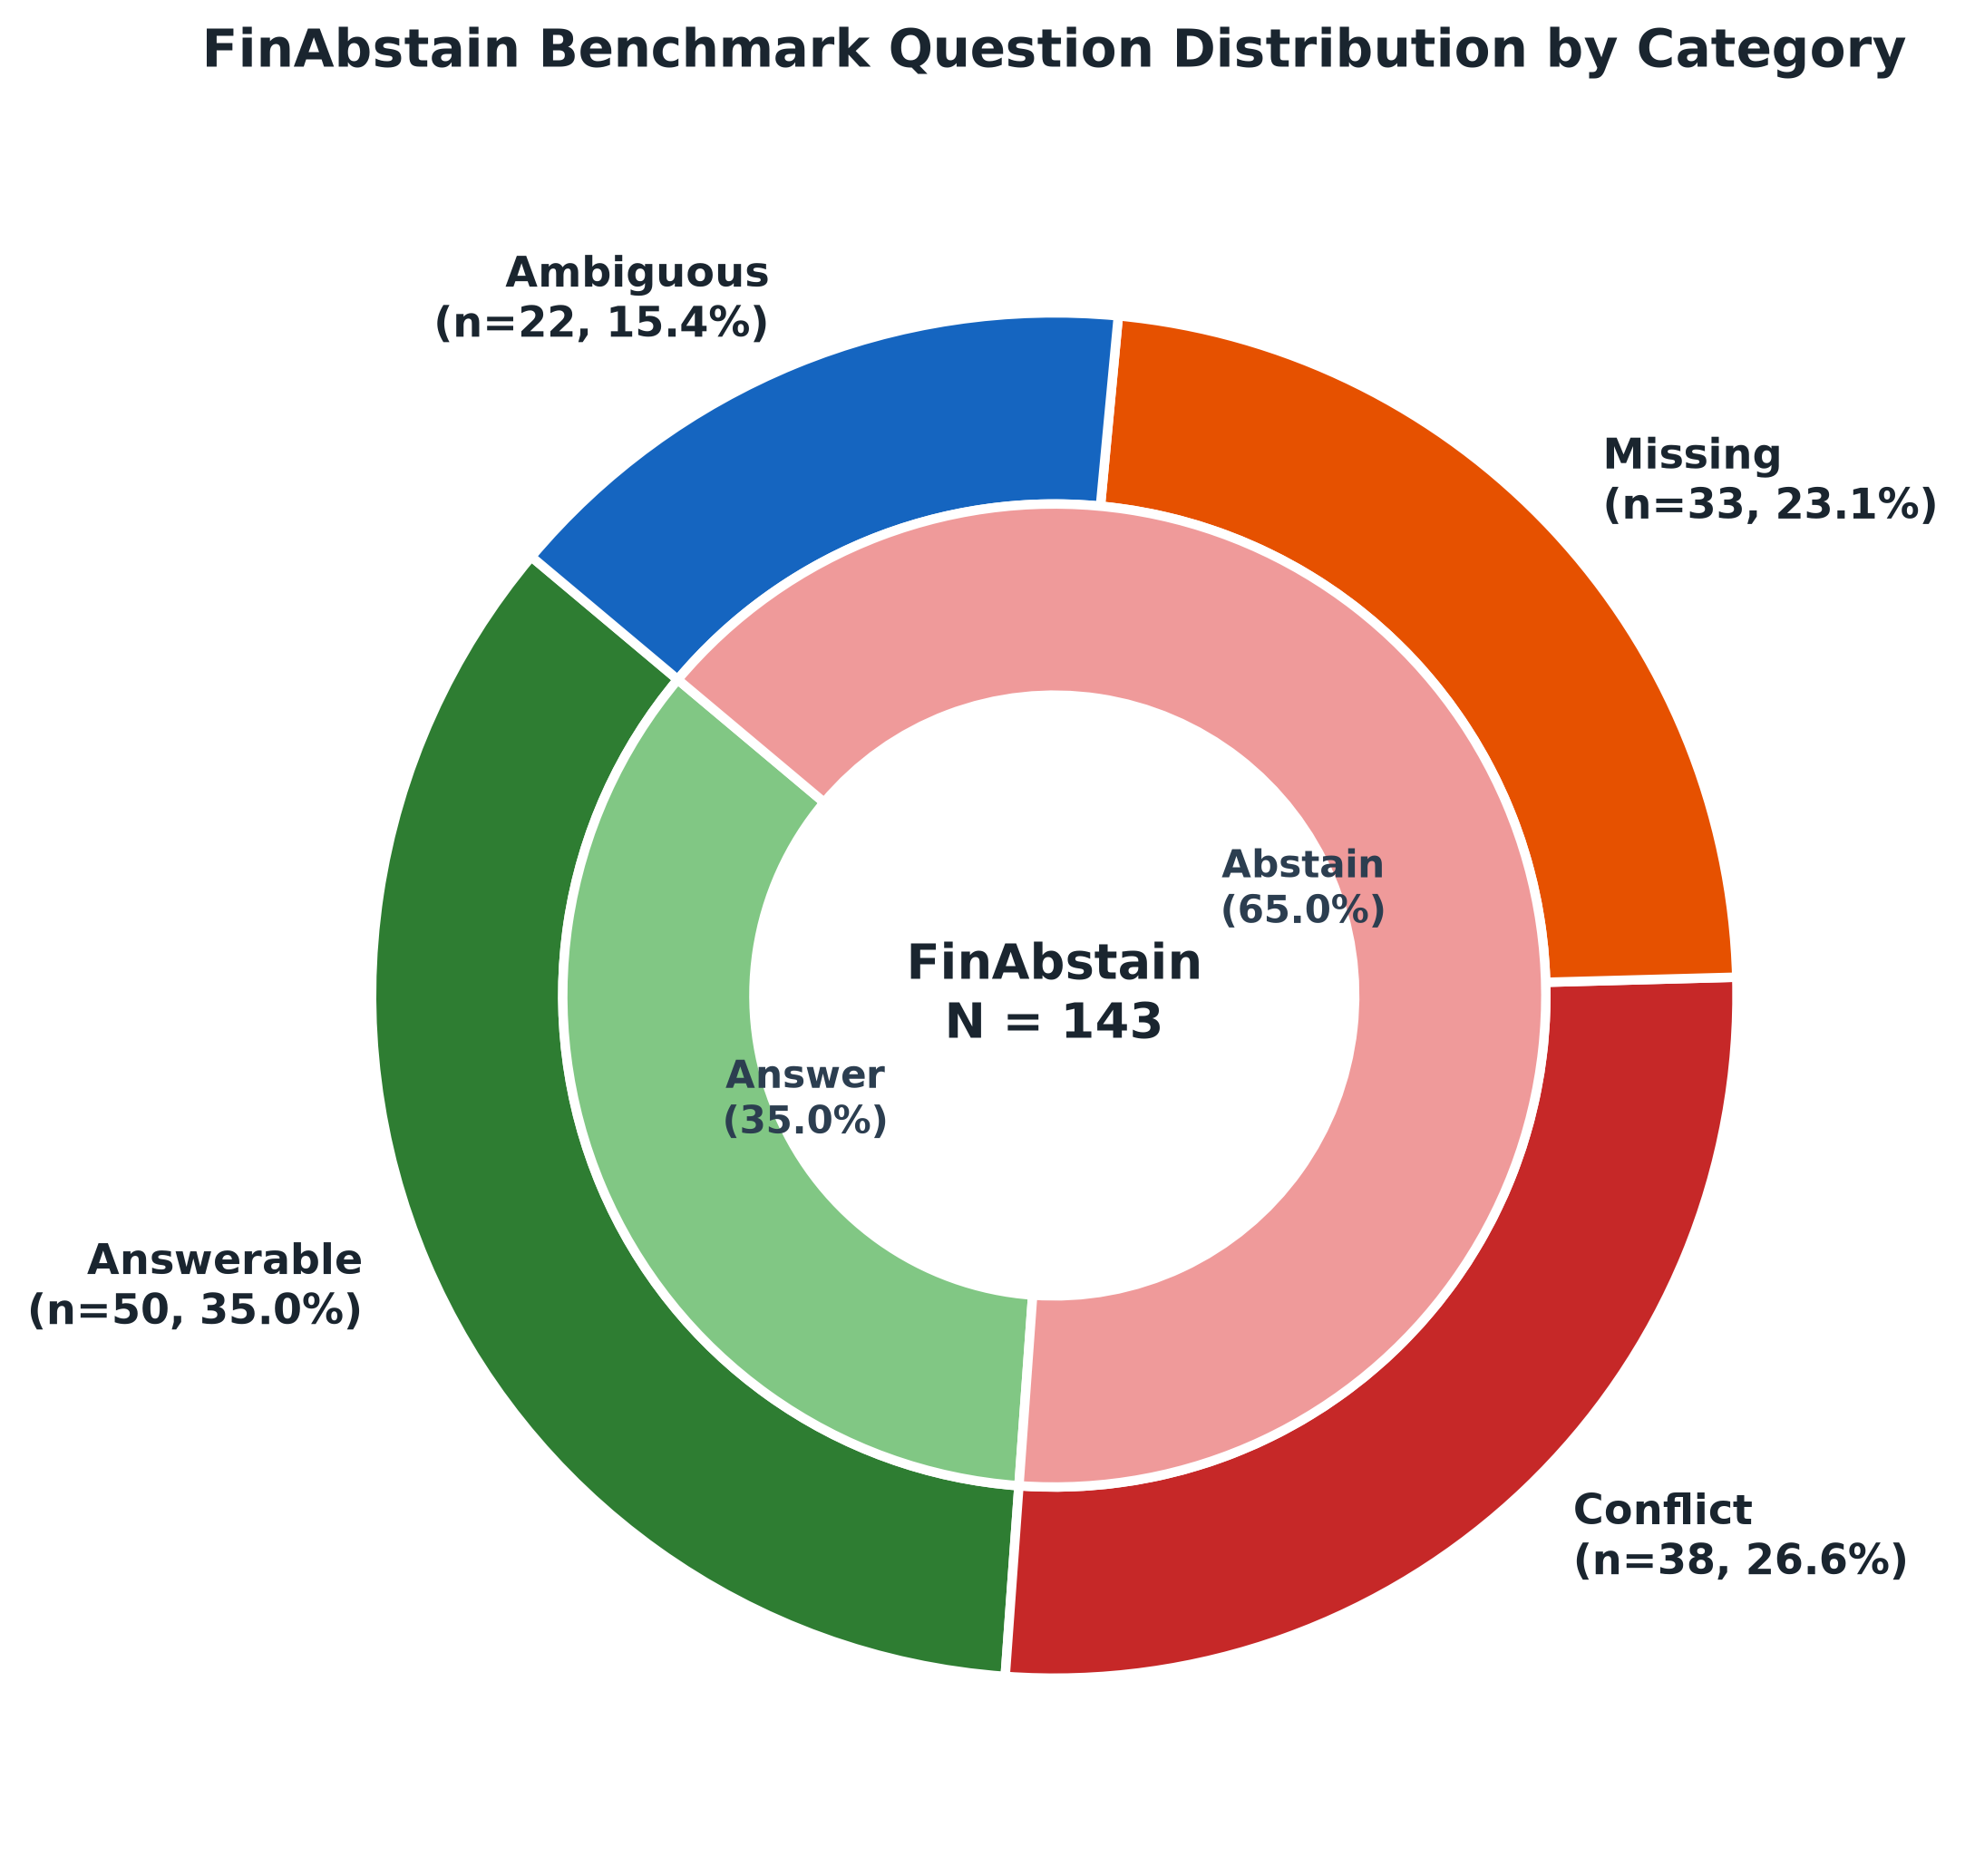 FinAbstain Benchmark Question Distribution by Category
Ambiguous
(n=22, 15.4%)
Missing
(n=33, 23.1%)
Abstain
(65.0%)
FinAbstain
N = 143
Answer
(35.0%)
Answerable
(n=50, 35.0%)
Conflict
(n=38, 26.6%)